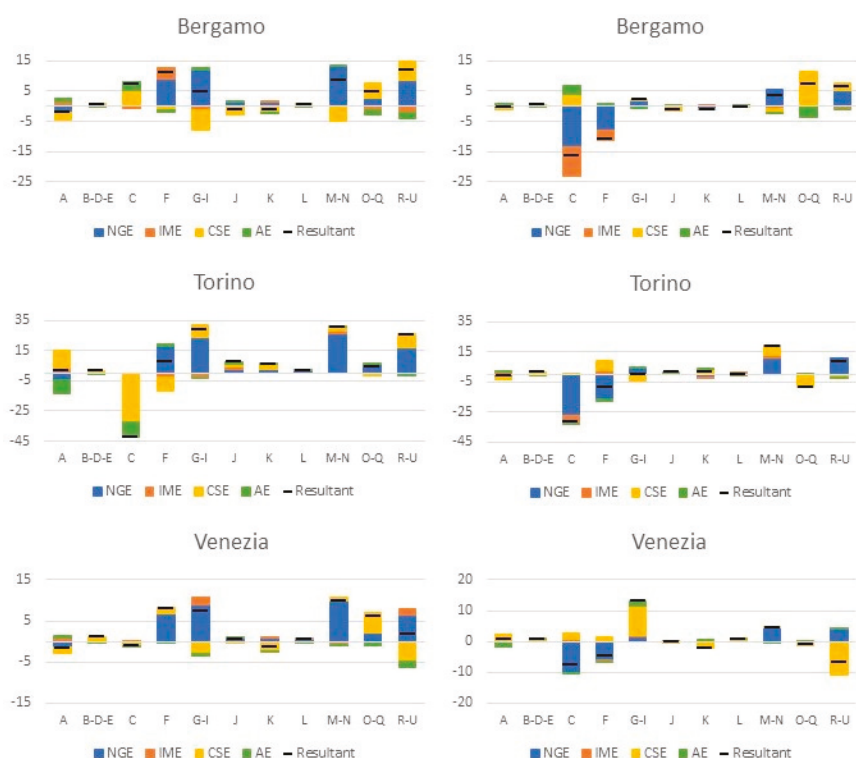 Bergamo
15
5
-5
-15
-25
A B-D-E C F G-I J K L M-N O-Q R-U
NGE IME CSE AE Resultant
Bergamo
15
5
-5
-15
-25
A B-D-E C F G-I J K L M-N O-Q R-U
NGE IME CSE AE Resultant
Torino
35
15
-5
-25
-45
A B-D-E C F G-I J K L M-N O-Q R-U
NGE IME CSE AE Resultant
Torino
35
15
-5
-25
-45
A B-D-E C F G-I J K L M-N O-Q R-U
NGE IME CSE AE Resultant
Venezia
15
5
-5
-15
A B-D-E C F G-I J K L M-N O-Q R-U
NGE IME CSE AE Resultant
Venezia
20
10
0
-10
-20
A B-D-E C F G-I J K L M-N O-Q R-U
NGE IME CSE AE Resultant